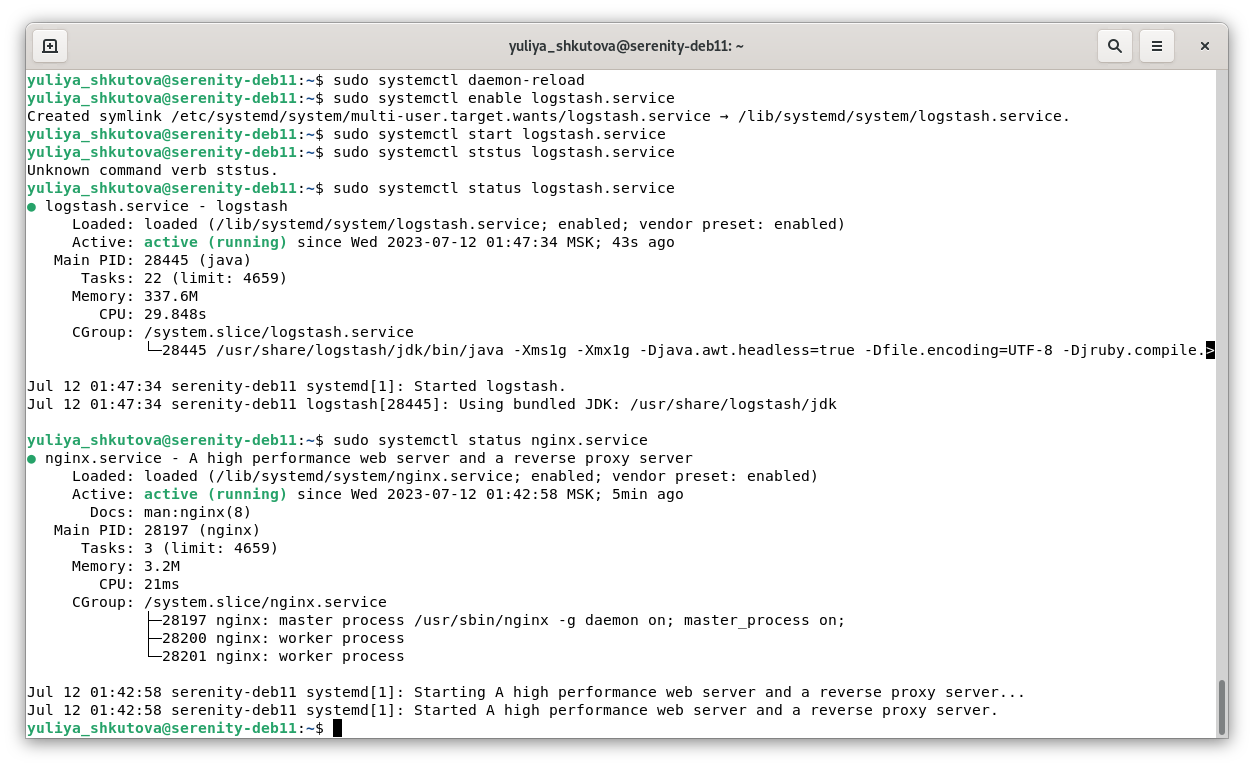 yuliya_shkutova@serenity-deb11: ~
yuliya_shkutova@serenity-deb11:~$ sudo systemctl daemon-reload
yuliya_shkutova@serenity-deb11:~$ sudo systemctl enable logstash.service
Created symlink /etc/systemd/system/multi-user.target.wants/logstash.service → /lib/systemd/system/logstash.service.
yuliya_shkutova@serenity-deb11:~$ sudo systemctl start logstash.service
yuliya_shkutova@serenity-deb11:~$ sudo systemctl ststus logstash.service
Unknown command verb ststus.
yuliya_shkutova@serenity-deb11:~$ sudo systemctl status logstash.service
● logstash.service - logstash
     Loaded: loaded (/lib/systemd/system/logstash.service; enabled; vendor preset: enabled)
     Active: active (running) since Wed 2023-07-12 01:47:34 MSK; 43s ago
   Main PID: 28445 (java)
      Tasks: 22 (limit: 4659)
     Memory: 337.6M
        CPU: 29.848s
     CGroup: /system.slice/logstash.service
             └─28445 /usr/share/logstash/jdk/bin/java -Xms1g -Xmx1g -Djava.awt.headless=true -Dfile.encoding=UTF-8 -Djruby.compile.>
Jul 12 01:47:34 serenity-deb11 systemd[1]: Started logstash.
Jul 12 01:47:34 serenity-deb11 logstash[28445]: Using bundled JDK: /usr/share/logstash/jdk
yuliya_shkutova@serenity-deb11:~$ sudo systemctl status nginx.service
● nginx.service - A high performance web server and a reverse proxy server
     Loaded: loaded (/lib/systemd/system/nginx.service; enabled; vendor preset: enabled)
     Active: active (running) since Wed 2023-07-12 01:42:58 MSK; 5min ago
       Docs: man:nginx(8)
   Main PID: 28197 (nginx)
      Tasks: 3 (limit: 4659)
     Memory: 3.2M
        CPU: 21ms
     CGroup: /system.slice/nginx.service
             ├─28197 nginx: master process /usr/sbin/nginx -g daemon on; master_process on;
             ├─28200 nginx: worker process
             └─28201 nginx: worker process
Jul 12 01:42:58 serenity-deb11 systemd[1]: Starting A high performance web server and a reverse proxy server...
Jul 12 01:42:58 serenity-deb11 systemd[1]: Started A high performance web server and a reverse proxy server.
yuliya_shkutova@serenity-deb11:~$